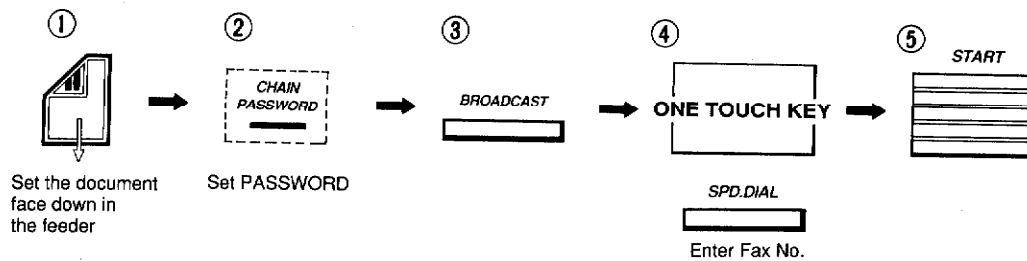 ①
Set the document
face down in
the feeder
②
CHAIN
PASSWORD
Set PASSWORD
③
BROADCAST
④
ONE TOUCH KEY
SPD.DIAL
Enter Fax No.
⑤
START